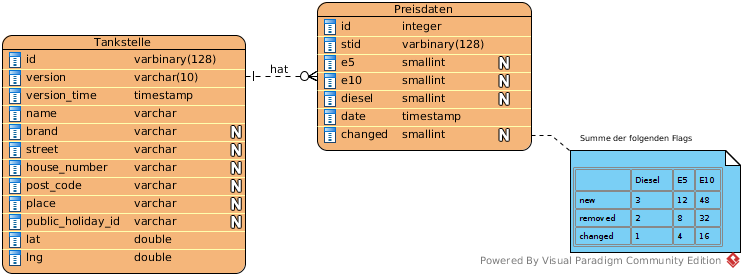 Tankstelle
id varbinary(128)
version varchar(10)
version_time timestamp
name varchar
brand varchar N
street varchar N
house_number varchar N
post_code varchar N
place varchar N
public_holiday_id varchar N
lat double
lng double
hat
Preisdaten
id integer
stid varbinary(128)
e5 smallint N
e10 smallint N
diesel smallint N
date timestamp
changed smallint N
Summe der folgenden Flags
Diesel E5 E10
new 3 12 48
removed 2 8 32
changed 1 4 16
Powered By Visual Paradigm Community Edition